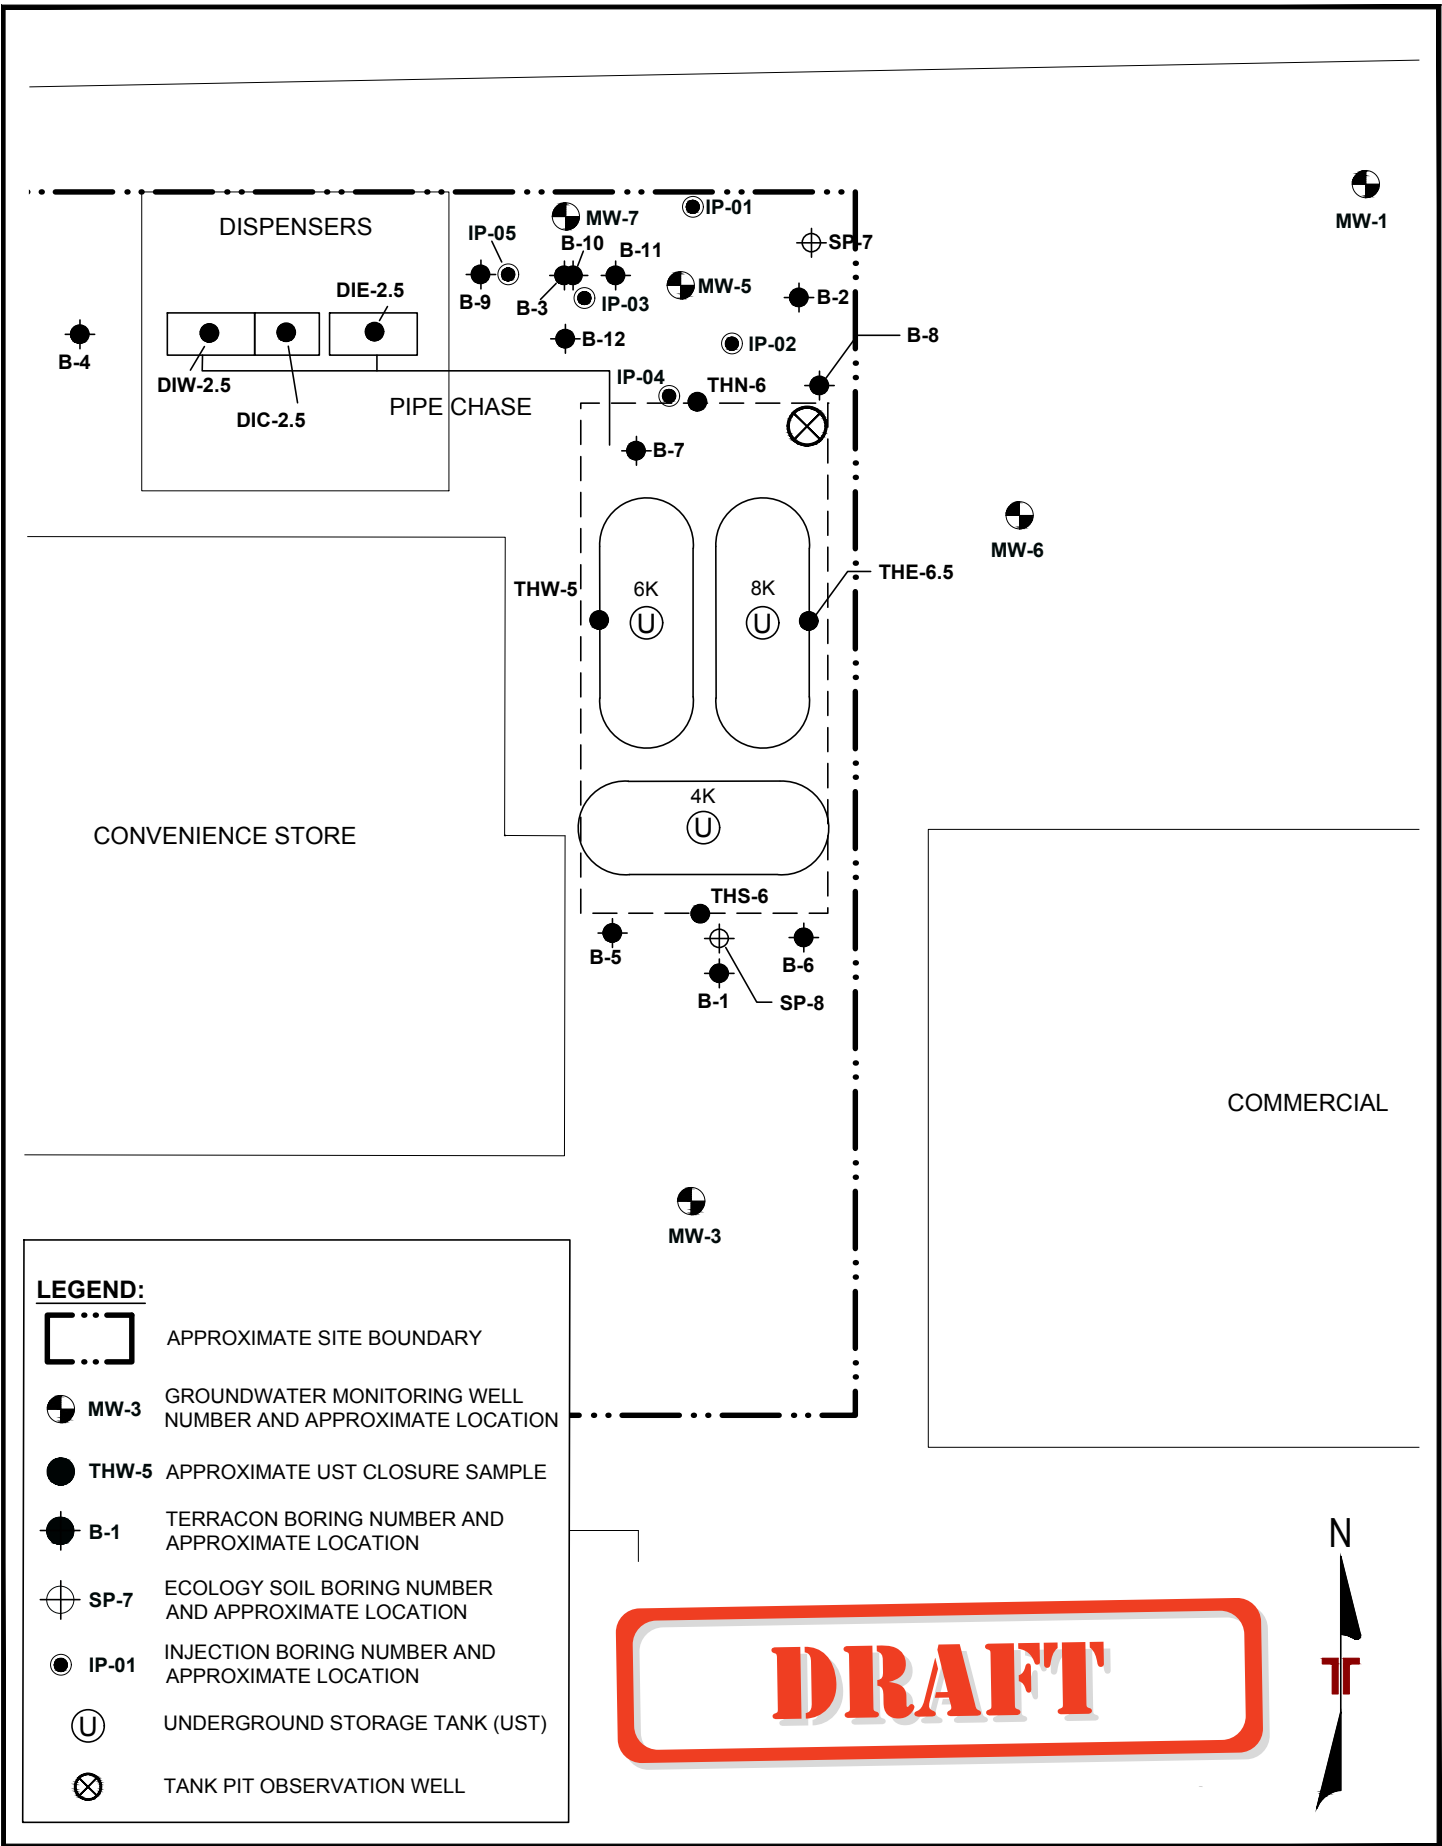 MW-1
DISPENSERS
MW-7
IP-01
IP-05
B-10
B-11
SP-7
B-9
B-3
IP-03
MW-5
B-2
DIE-2.5
B-4
B-12
IP-02
B-8
DIW-2.5
DIC-2.5
PIPE CHASE
IP-04
THN-6
B-7
MW-6
THW-5
6K
U
8K
U
THE-6.5
4K
U
CONVENIENCE STORE
THS-6
B-5
B-6
B-1
SP-8
COMMERCIAL
MW-3
LEGEND:
APPROXIMATE SITE BOUNDARY
MW-3 GROUNDWATER MONITORING WELL
NUMBER AND APPROXIMATE LOCATION
THW-5 APPROXIMATE UST CLOSURE SAMPLE
B-1 TERRACON BORING NUMBER AND
APPROXIMATE LOCATION
SP-7 ECOLOGY SOIL BORING NUMBER
AND APPROXIMATE LOCATION
IP-01 INJECTION BORING NUMBER AND
APPROXIMATE LOCATION
U UNDERGROUND STORAGE TANK (UST)
TANK PIT OBSERVATION WELL
DRAFT
N